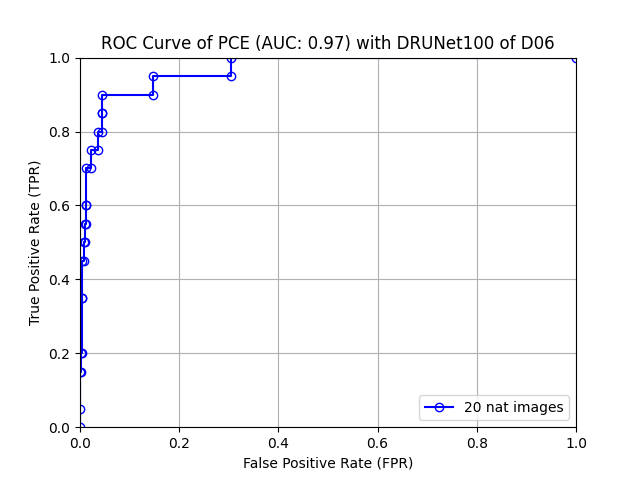 ROC Curve of PCE (AUC: 0.97) with DRUNet100 of D06
1.0
0.8
0.6
0.4
0.2
0.0
True Positive Rate (TPR)
20 nat images
0.0 0.2 0.4 0.6 0.8 1.0
False Positive Rate (FPR)